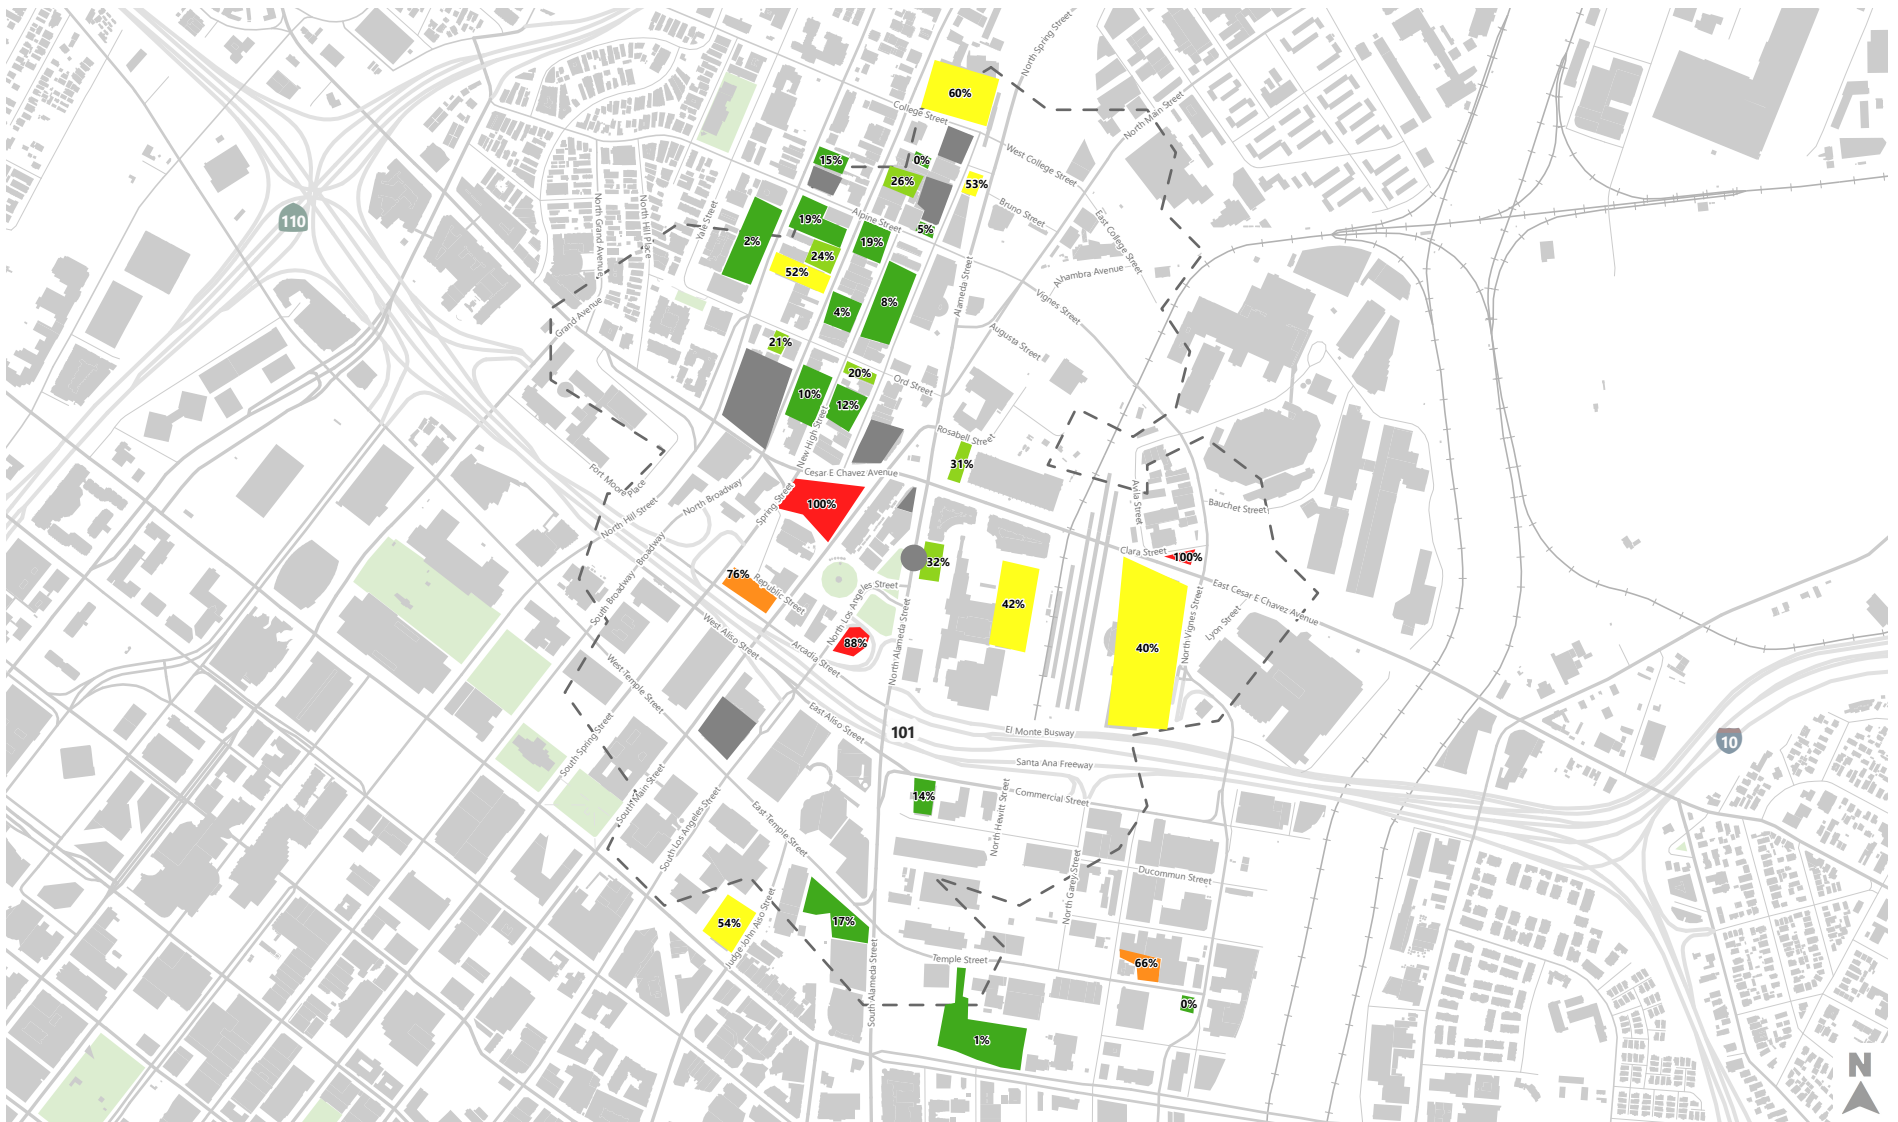 North Spring Street
60%
College Street
North Main Street
West College Street
15%
0%
26%
53%
110
North Grand Avenue
North Hill Place
Yale Street
2%
19%
Alpine Street
19%
5%
Bruno Street
East College Street
24%
52%
Alhambra Avenue
Alameda Street
Vignes Street
8%
4%
Grand Avenue
Augusta Street
21%
20%
Ord Street
10%
12%
New High Street
Rosabell Street
31%
Cesar E Chavez Avenue
Fort Moore Place
North Broadway
Spring Street
100%
North Hill Street
Avila Street
Bauchet Street
Clara Street
100%
32%
76%
Republic Street
North Los Angeles Street
42%
East Cesar E Chavez Avenue
South Broadway
Broadway
West Aliso Street
Arcadia Street
88%
North Alameda Street
40%
North Vignes Street
Lyon Street
West Temple Street
East Aliso Street
101
El Monte Busway
Santa Ana Freeway
10
South Spring Street
South Main Street
South Los Angeles Street
East Temple Street
14%
Commercial Street
North Hewitt Street
North Garey Street
Ducommun Street
54%
Judge John Aiso Street
17%
South Alameda Street
Temple Street
66%
0%
1%
N